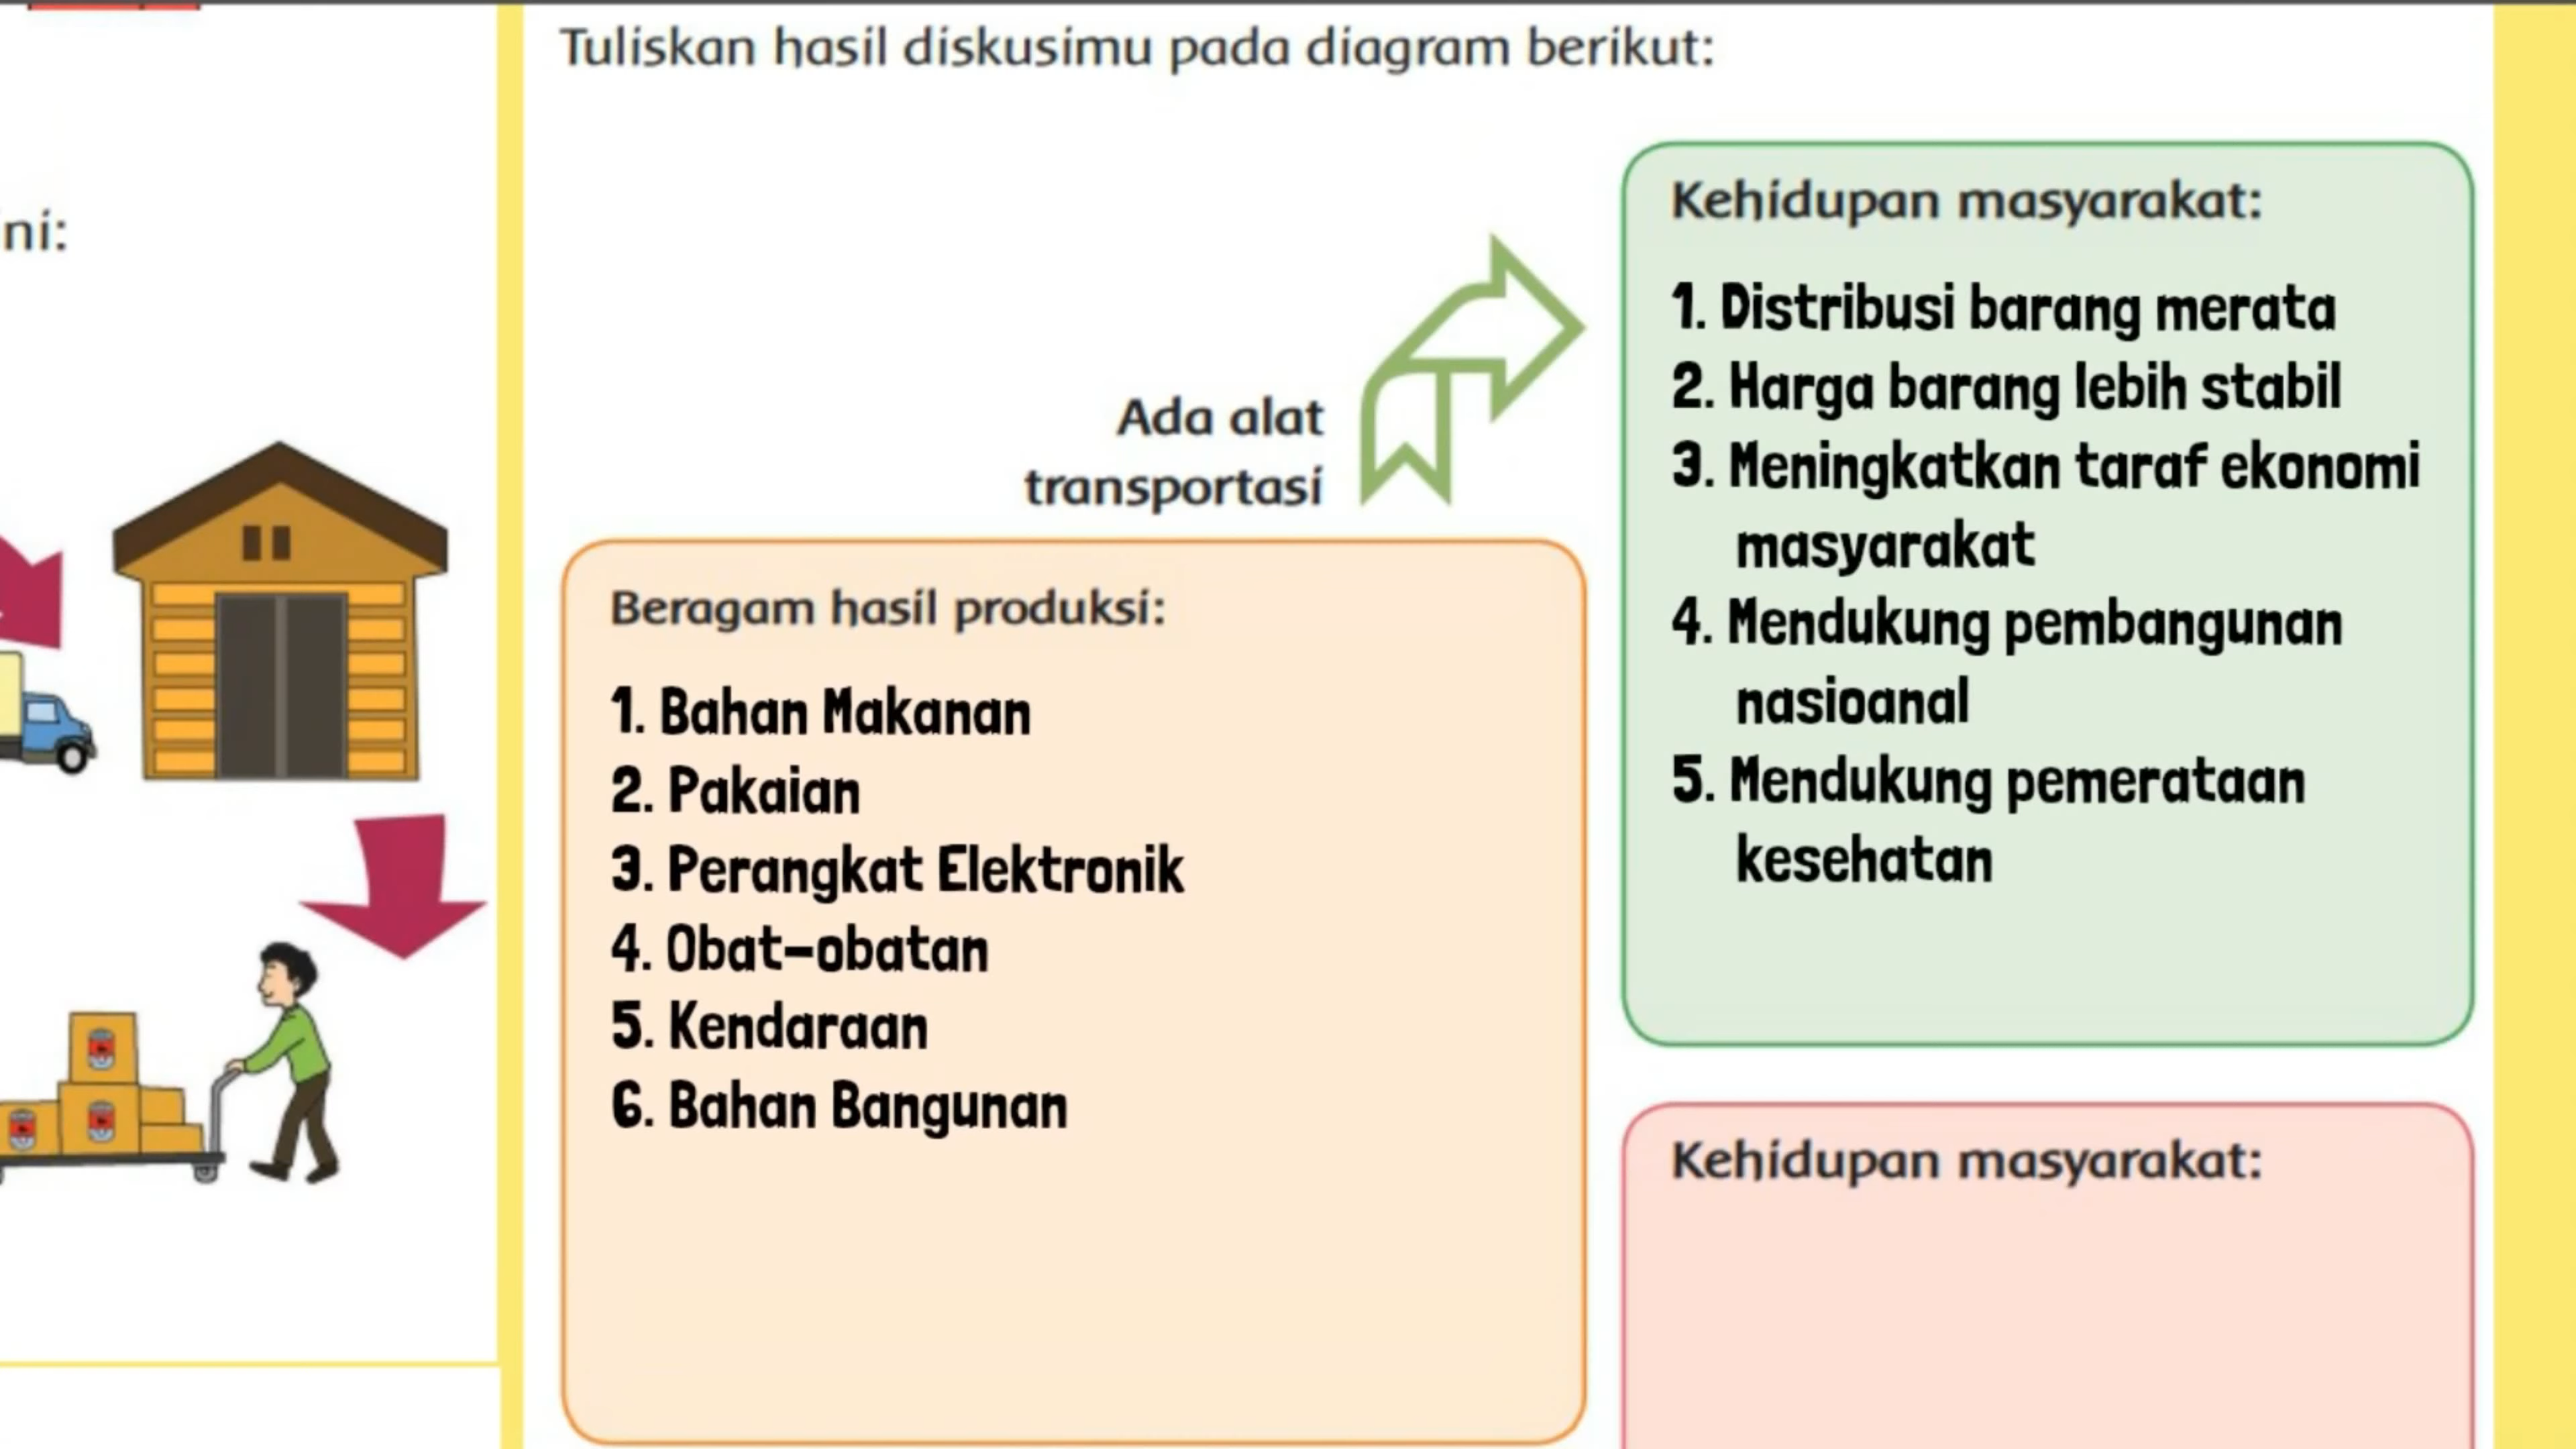 Tuliskan hasil diskusimu pada diagram berikut:
ni:
Ada alat
transportasi
Beragam hasil produksi:
1. Bahan Makanan
2. Pakaian
3. Perangkat Elektronik
4. Obat-obatan
5. Kendaraan
6. Bahan Bangunan
Kehidupan masyarakat:
1. Distribusi barang merata
2. Harga barang lebih stabil
3. Meningkatkan taraf ekonomi
masyarakat
4. Mendukung pembangunan
nasioanal
5. Mendukung pemerataan
kesehatan
Kehidupan masyarakat: